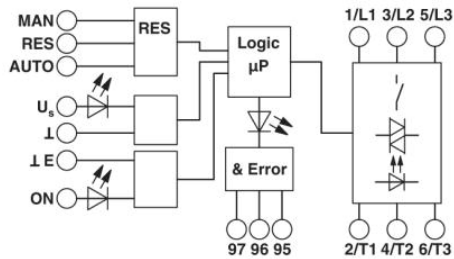 MAN
RES
AUTO
RES
Us
⊥
⊥ E
ON
Logic
µP
& Error
97 96 95
1/L1 3/L2 5/L3
2/T1 4/T2 6/T3